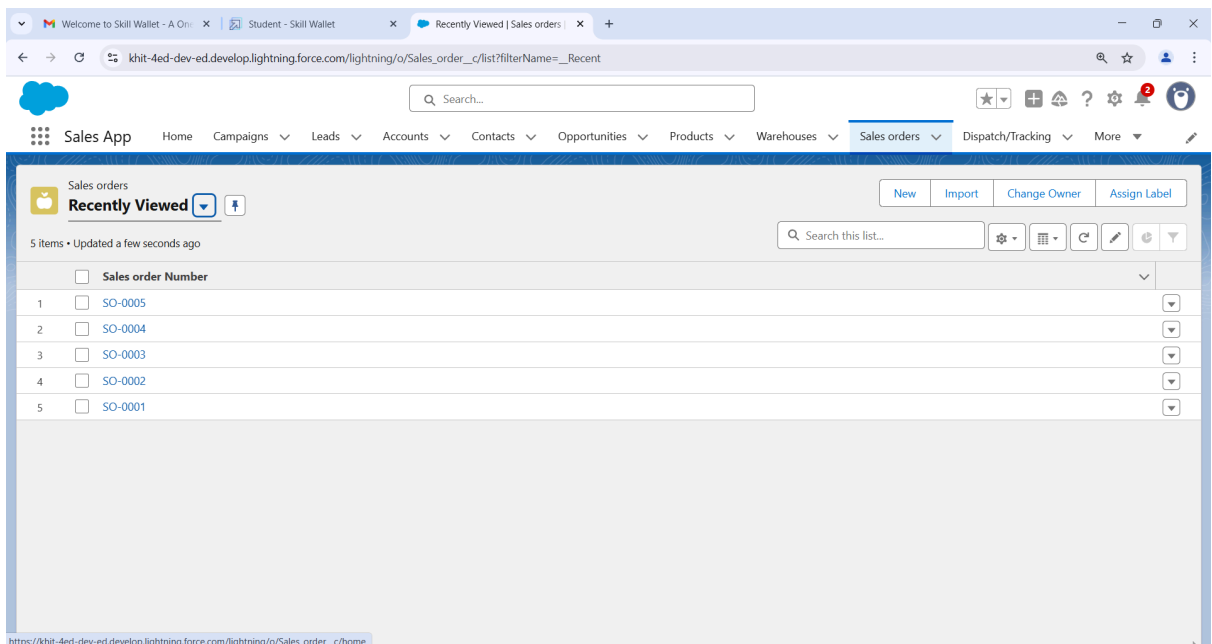 Welcome to Skill Wallet - A One
Student - Skill Wallet
Recently Viewed | Sales orders |
khit-4ed-dev-ed.develop.lightning.force.com/lightning/o/Sales_order__c/list?filterName=__Recent
Search...
2
Sales App Home Campaigns Leads Accounts Contacts Opportunities Products Warehouses Sales orders Dispatch/Tracking More
Sales orders
Recently Viewed
New Import Change Owner Assign Label
5 items • Updated a few seconds ago
Search this list...
Sales order Number
1 SO-0005
2 SO-0004
3 SO-0003
4 SO-0002
5 SO-0001
https://khit-4ed-dev-ed.develop.lightning.force.com/lightning/o/Sales_order__c/home